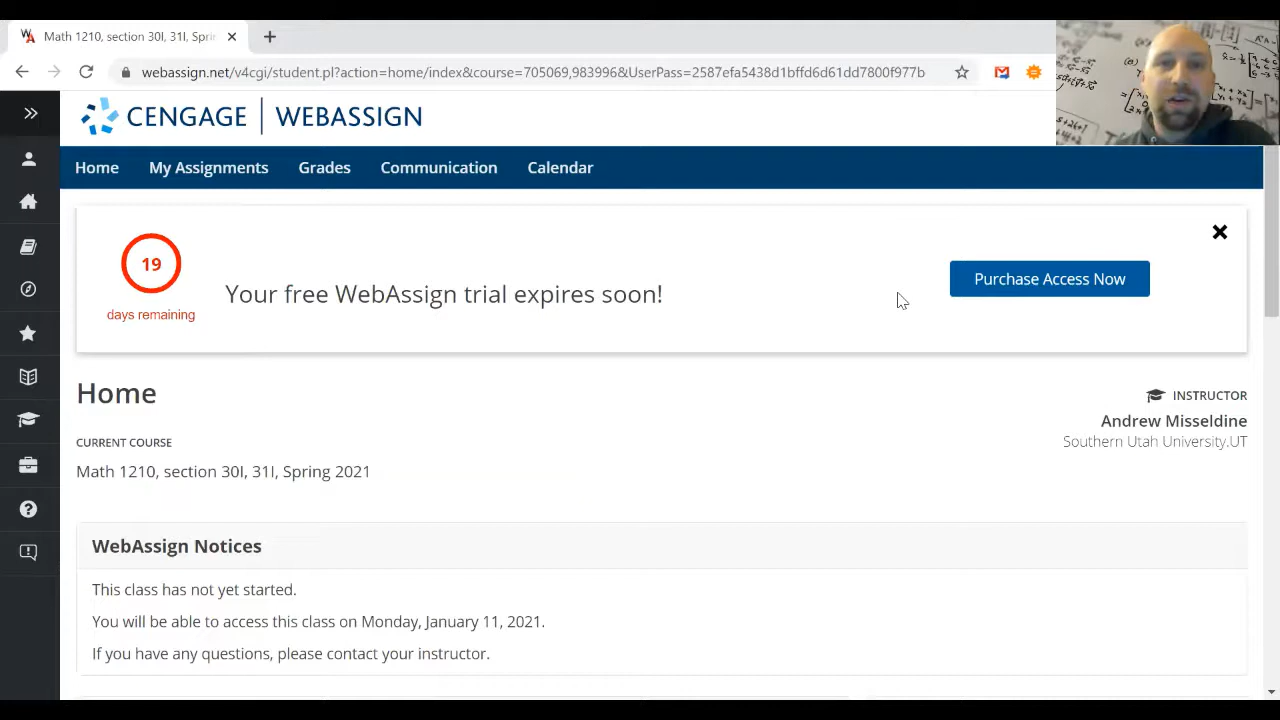 Math 1210, section 30I, 31I, Spri
webassign.net/v4cgi/student.pl?action=home/index&course=705069,983996&UserPass=2587efa5438d1bffd6d61dd7800f977b
CENGAGE | WEBASSIGN
Home My Assignments Grades Communication Calendar
19
days remaining
Your free WebAssign trial expires soon!
Purchase Access Now
Home
INSTRUCTOR
Andrew Misseldine
Southern Utah University.UT
CURRENT COURSE
Math 1210, section 30I, 31I, Spring 2021
WebAssign Notices
This class has not yet started.
You will be able to access this class on Monday, January 11, 2021.
If you have any questions, please contact your instructor.